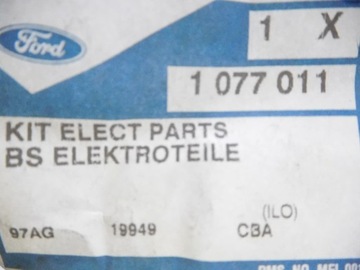 Ford
1 X
1 077 011
KIT ELECT PARTS
BS ELEKTROTEILE
(ILO)
97AG 19949 CBA